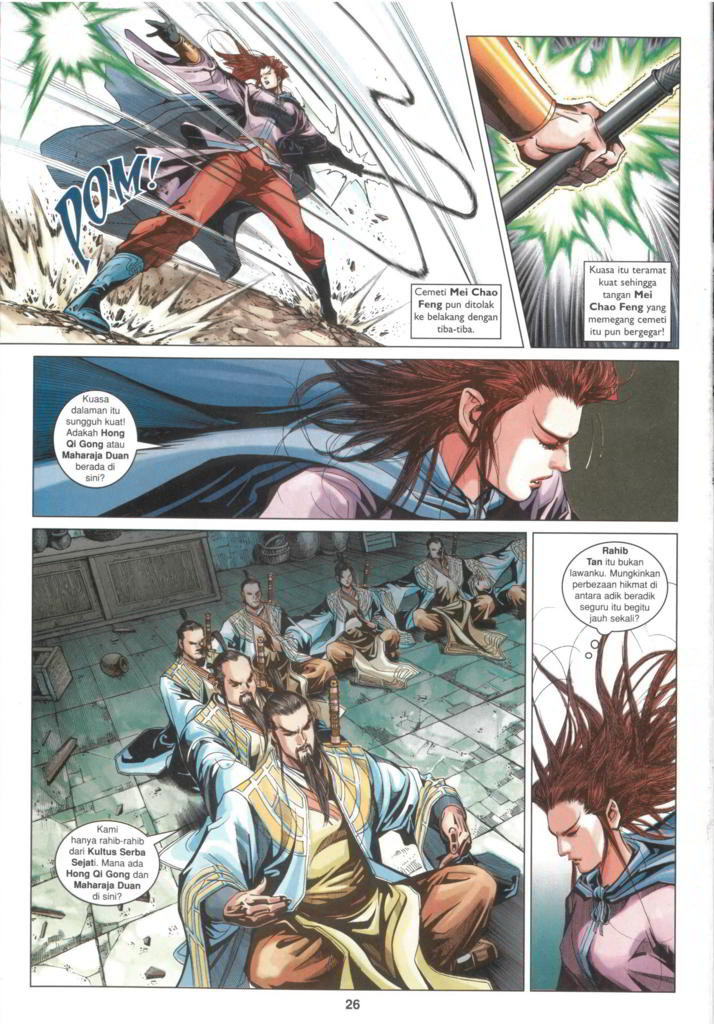 POM!
Cemeti Mei Chao
Feng pun ditolak
ke belakang dengan
tiba-tiba.
Kuasa itu teramat
kuat sehingga
tangan Mei
Chao Feng yang
memegang cemeti
itu pun bergegar!
Kuasa
dalaman itu
sungguh kuat!
Adakah Hong
Qi Gong atau
Maharaja Duan
berada di
sini?
Kami
hanya rahib-rahib
dari Kultus Serba
Sejati. Mana ada
Hong Qi Gong dan
Maharaja Duan
di sini?
Rahib
Tan itu bukan
lawanku. Mungkinkan
perbezaan hikmat di
antara adik beradik
seguru itu begitu
jauh sekali?
26